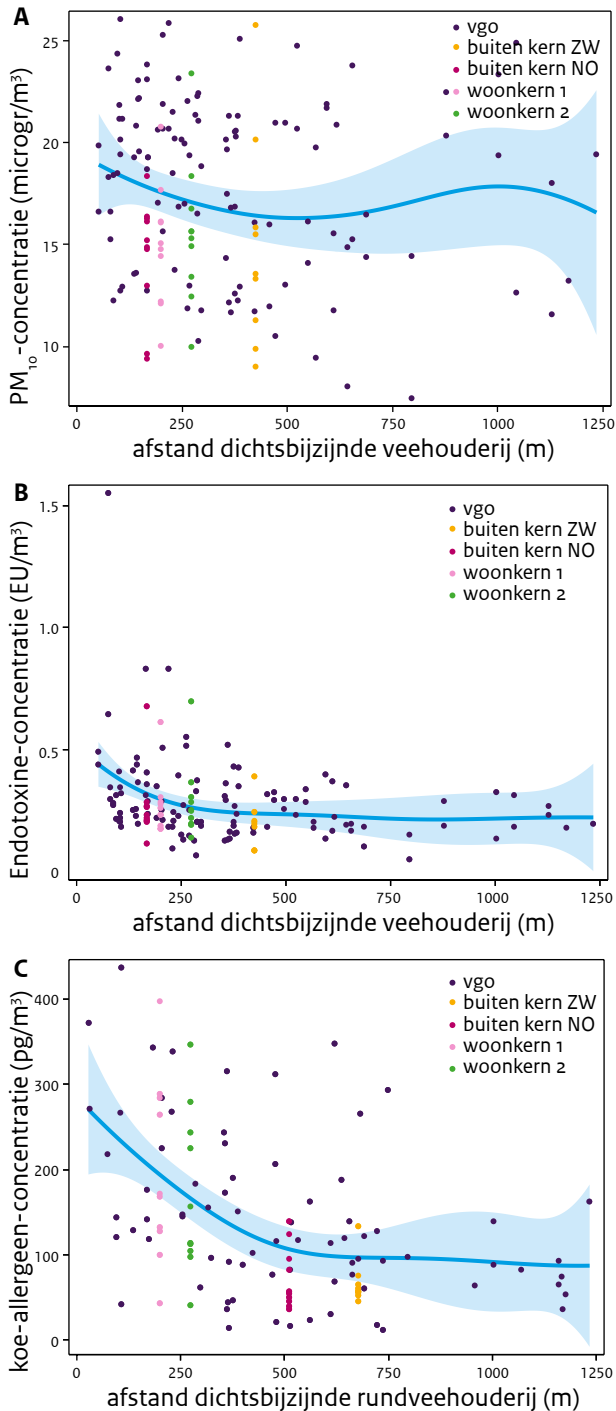 A
PM₁₀-concentratie (microgr/m³)
25
20
15
10
vgo
buiten kern ZW
buiten kern NO
woonkern 1
woonkern 2
0 250 500 750 1000 1250
afstand dichtsbijzijnde veehouderij (m)
B
Endotoxine-concentratie (EU/m³)
1.5
1.0
0.5
0
vgo
buiten kern ZW
buiten kern NO
woonkern 1
woonkern 2
0 250 500 750 1000 1250
afstand dichtsbijzijnde veehouderij (m)
C
koe-allergeen-concentratie (pg/m³)
400
300
200
100
0
vgo
buiten kern ZW
buiten kern NO
woonkern 1
woonkern 2
0 250 500 750 1000 1250
afstand dichtsbijzijnde rundveehouderij (m)